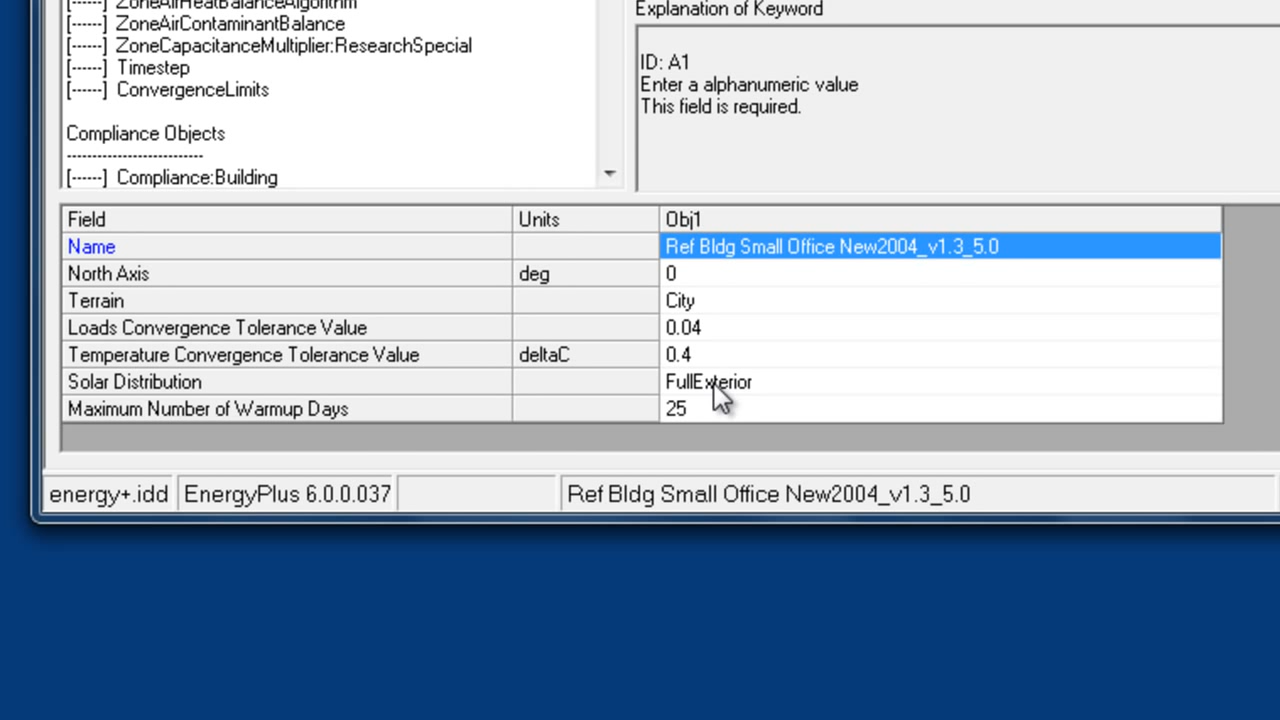 [------] ZoneAirHeatBalanceAlgorithm
[------] ZoneAirContaminantBalance
[------] ZoneCapacitanceMultiplier:ResearchSpecial
[------] Timestep
[------] ConvergenceLimits
Compliance Objects
--------------------------
[------] Compliance:Building
Explanation of Keyword
ID: A1
Enter a alphanumeric value
This field is required.
Field Units Obj1
Name Ref Bldg Small Office New2004_v1.3_5.0
North Axis deg 0
Terrain City
Loads Convergence Tolerance Value 0.04
Temperature Convergence Tolerance Value deltaC 0.4
Solar Distribution FullExterior
Maximum Number of Warmup Days 25
energy+.idd EnergyPlus 6.0.0.037 Ref Bldg Small Office New2004_v1.3_5.0